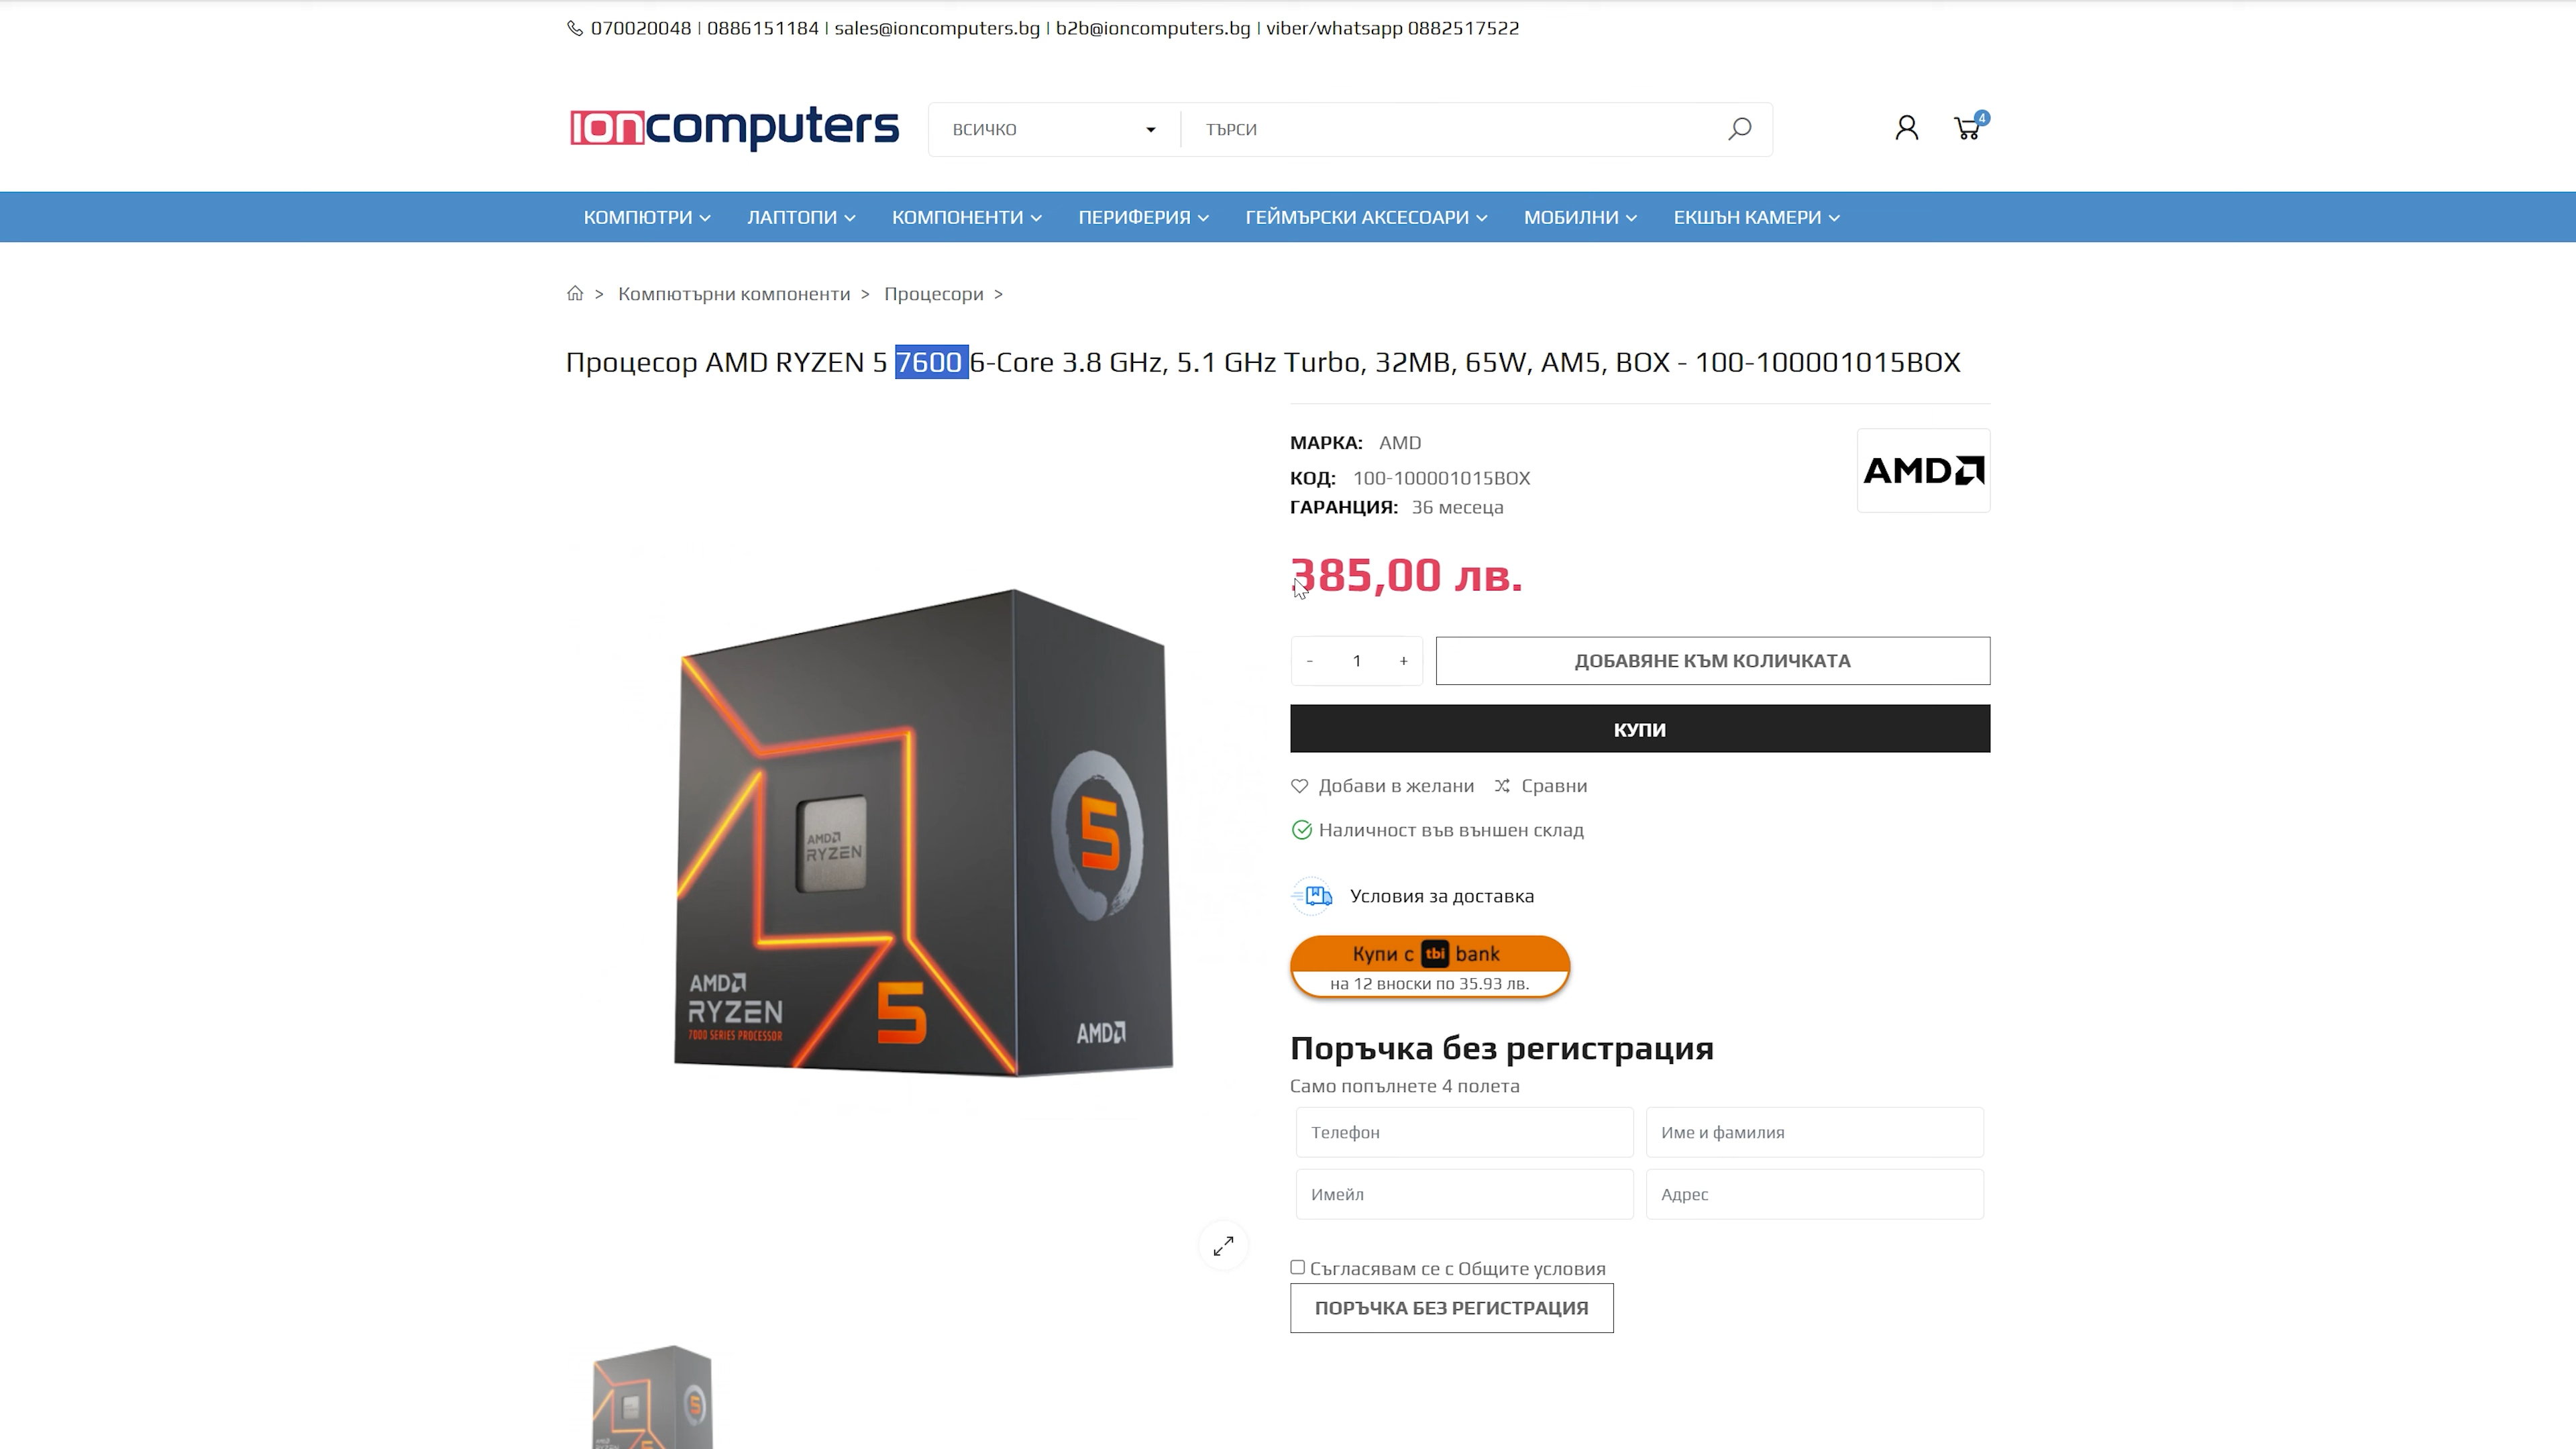 070020048 | 0886151184 | sales@ioncomputers.bg | b2b@ioncomputers.bg | viber/whatsapp 0882517522
ioncomputers
ВСИЧКО
ТЪРСИ
4
КОМПЮТРИ
ЛАПТОПИ
КОМПОНЕНТИ
ПЕРИФЕРИЯ
ГЕЙМЪРСКИ АКСЕСОАРИ
МОБИЛНИ
ЕКШЪН КАМЕРИ
> Компютърни компоненти > Процесори >
Процесор AMD RYZEN 5 7600 6-Core 3.8 GHz, 5.1 GHz Turbo, 32MB, 65W, AM5, BOX - 100-100001015BOX
МАРКА: AMD
КОД: 100-100001015BOX
ГАРАНЦИЯ: 36 месеца
AMD
385,00 лв.
- 1 +
ДОБАВЯНЕ КЪМ КОЛИЧКАТА
КУПИ
Добави в желани
Сравни
Наличност във външен склад
Условия за доставка
Купи с tbi bank
на 12 вноски по 35.93 лв.
Поръчка без регистрация
Само попълнете 4 полета
Телефон
Име и фамилия
Имейл
Адрес
Съгласявам се с Общите условия
ПОРЪЧКА БЕЗ РЕГИСТРАЦИЯ
AMD
RYZEN
5
AMD
RYZEN
7000 SERIES PROCESSOR
5
AMD
5